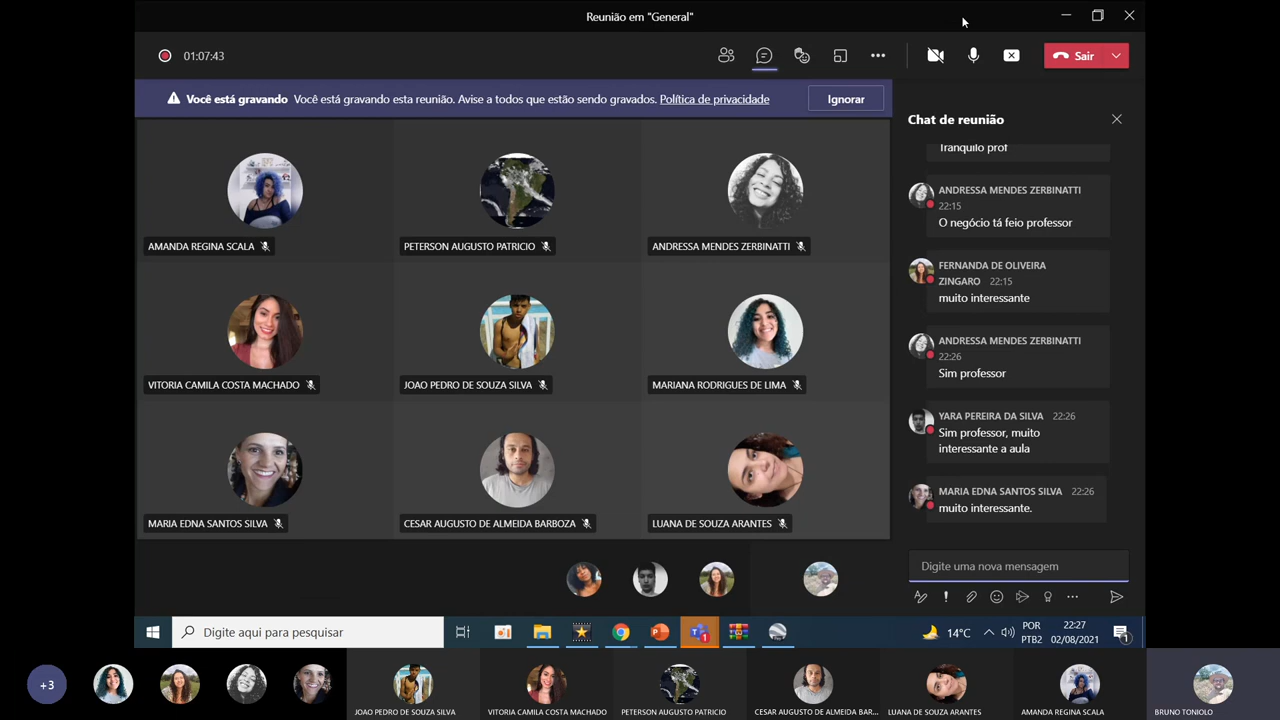 Reunião em "General"
01:07:43
Sair
Você está gravando Você está gravando esta reunião. Avise a todos que estão sendo gravados. Política de privacidade
Ignorar
AMANDA REGINA SCALA
PETERSON AUGUSTO PATRICIO
ANDRESSA MENDES ZERBINATTI
VITORIA CAMILA COSTA MACHADO
JOAO PEDRO DE SOUZA SILVA
MARIANA RODRIGUES DE LIMA
MARIA EDNA SANTOS SILVA
CESAR AUGUSTO DE ALMEIDA BARBOZA
LUANA DE SOUZA ARANTES
Chat de reunião
Tranquilo prof
ANDRESSA MENDES ZERBINATTI
22:15
O negócio tá feio professor
FERNANDA DE OLIVEIRA
ZINGARO 22:15
muito interessante
ANDRESSA MENDES ZERBINATTI
22:26
Sim professor
YARA PEREIRA DA SILVA 22:26
Sim professor, muito
interessante a aula
MARIA EDNA SANTOS SILVA 22:26
muito interessante.
Digite uma nova mensagem
Digite aqui para pesquisar
14°C
POR
PTB2
22:27
02/08/2021
1
+3
JOAO PEDRO DE SOUZA SILVA
VITORIA CAMILA COSTA MACHADO
PETERSON AUGUSTO PATRICIO
CESAR AUGUSTO DE ALMEIDA BAR...
LUANA DE SOUZA ARANTES
AMANDA REGINA SCALA
BRUNO TONIOLO